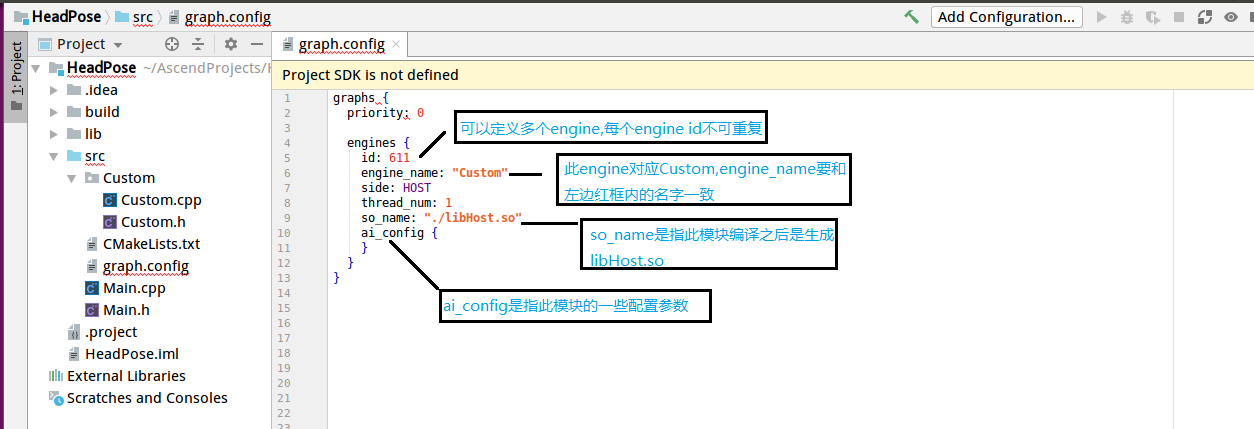 HeadPose src graph.config Add Configuration...
1: Project
Project
graph.config
HeadPose ~/AscendProjects/
.idea
build
lib
src
Custom
Custom.cpp
Custom.h
CMakeLists.txt
graph.config
Main.cpp
Main.h
.project
HeadPose.iml
External Libraries
Scratches and Consoles
Project SDK is not defined
1 graphs {
2 priority: 0
3
4 engines {
5 id: 611
6 engine_name: "Custom"
7 side: HOST
8 thread_num: 1
9 so_name: "./libHost.so"
10 ai_config {
11 }
12 }
13 }
14
15
16
17
18
19
20
21
22
23
可以定义多个engine,每个engine id不可重复
此engine对应Custom,engine_name要和
左边红框内的名字一致
so_name是指此模块编译之后是生成
libHost.so
ai_config是指此模块的一些配置参数